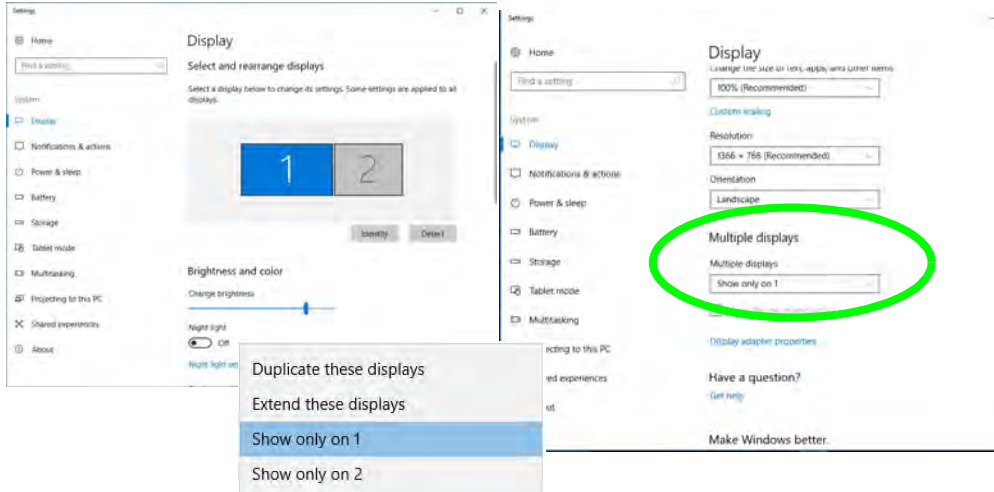 Settings
Home
Find a setting
System
Display
Notifications & actions
Power & sleep
Battery
Storage
Tablet mode
Multitasking
Projecting to this PC
Shared experiences
About
Display
Select and rearrange displays
Select a display below to change its settings. Some settings are applied to all
displays.
1
2
Identify
Detect
Brightness and color
Change brightness
Night light
Off
Night light
Duplicate these displays
Extend these displays
Show only on 1
Show only on 2
Settings
Home
Find a setting
System
Display
Notifications & actions
Power & sleep
Battery
Storage
Tablet mode
Multitasking
ecting to this PC
ed experiences
ut
Display
Change the size of text, apps, and other items
100% (Recommended)
Custom scaling
Resolution
1366 × 768 (Recommended)
Orientation
Landscape
Multiple displays
Multiple displays
Show only on 1
Display adapter properties
Have a question?
Get help
Make Windows better.